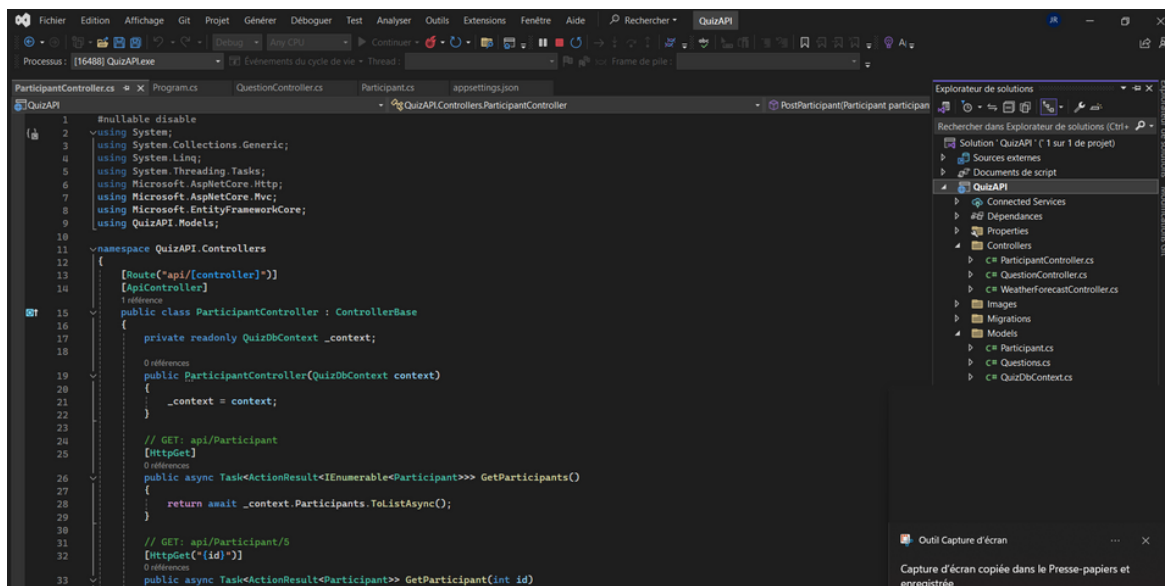 Fichier Edition Affichage Git Projet Générer Déboguer Test Analyser Outils Extensions Fenêtre Aide Rechercher QuizAPI JR
Debug Any CPU Continuer
Processus : [16488] QuizAPI.exe Événements du cycle de vie Thread : Frame de pile :
ParticipantController.cs Program.cs QuestionController.cs Participant.cs appsettings.json
QuizAPI QuizAPI.Controllers.ParticipantController PostParticipant(Participant participan
1 #nullable disable
2 using System;
3 using System.Collections.Generic;
4 using System.Linq;
5 using System.Threading.Tasks;
6 using Microsoft.AspNetCore.Http;
7 using Microsoft.AspNetCore.Mvc;
8 using Microsoft.EntityFrameworkCore;
9 using QuizAPI.Models;
10
11 namespace QuizAPI.Controllers
12 {
13 [Route("api/[controller]")]
14 [ApiController]
1 référence
15 public class ParticipantController : ControllerBase
16 {
17 private readonly QuizDbContext _context;
18
0 références
19 public ParticipantController(QuizDbContext context)
20 {
21 _context = context;
22 }
23
24 // GET: api/Participant
25 [HttpGet]
0 références
26 public async Task<ActionResult<IEnumerable<Participant>>> GetParticipants()
27 {
28 return await _context.Participants.ToListAsync();
29 }
30
31 // GET: api/Participant/5
32 [HttpGet("{id}")]
0 références
33 public async Task<ActionResult<Participant>> GetParticipant(int id)
Explorateur de solutions
Rechercher dans Explorateur de solutions (Ctrl+
Solution ' QuizAPI ' (' 1 sur 1 de projet)
Sources externes
Documents de script
QuizAPI
Connected Services
Dépendances
Properties
Controllers
C# ParticipantController.cs
C# QuestionController.cs
C# WeatherForecastController.cs
Images
Migrations
Models
C# Participant.cs
C# Questions.cs
C# QuizDbContext.cs
Outil Capture d'écran
Capture d'écran copiée dans le Presse-papiers et
enregistrée